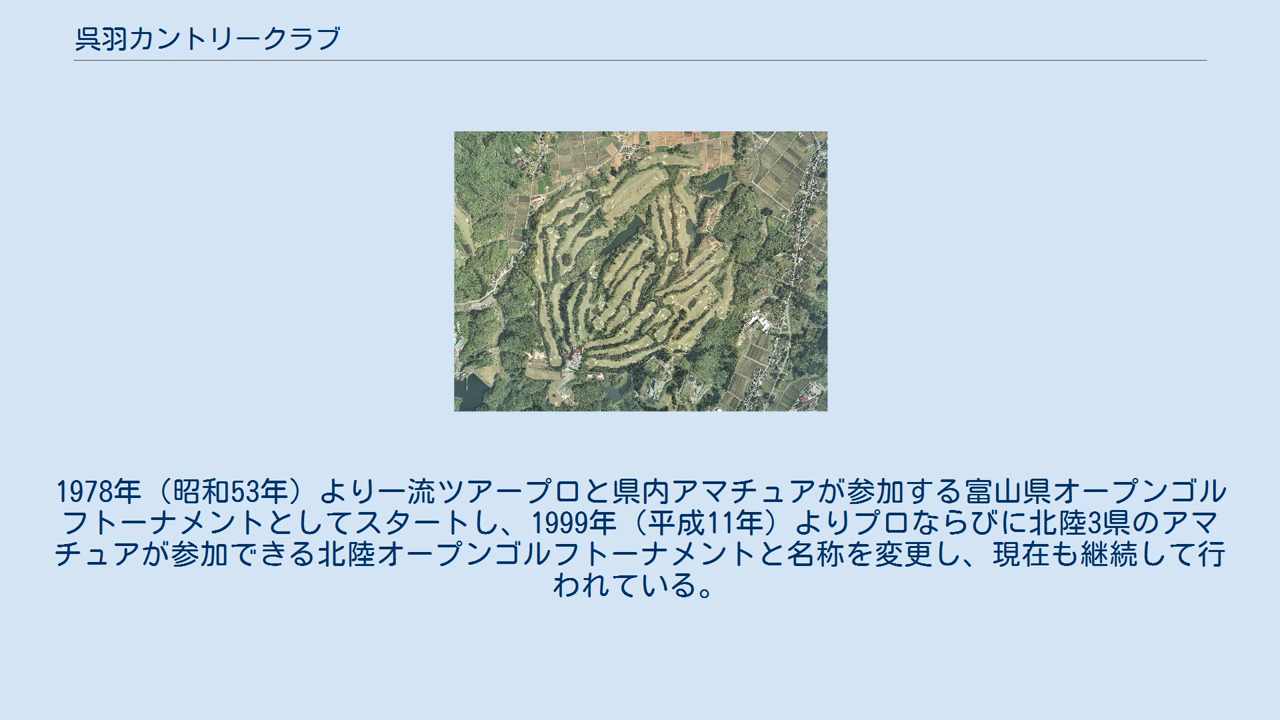 呉羽カントリークラブ
1978年（昭和53年）より一流ツアープロと県内アマチュアが参加する富山県オープンゴル
フトーナメントとしてスタートし、1999年（平成11年）よりプロならびに北陸3県のアマ
チュアが参加できる北陸オープンゴルフトーナメントと名称を変更し、現在も継続して行
われている。